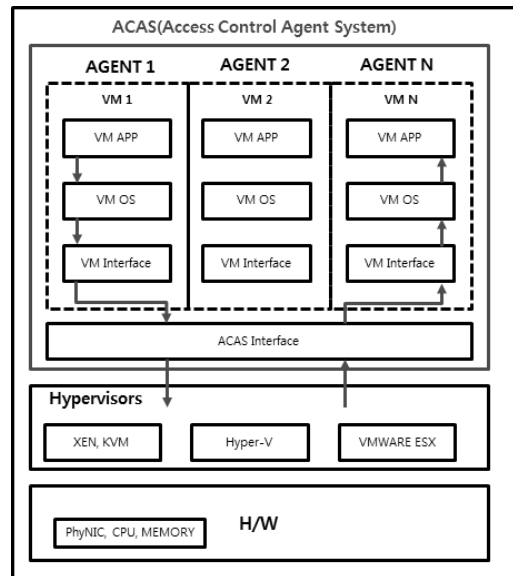 ACAS(Access Control Agent System)
AGENT 1 AGENT 2 AGENT N
VM 1 VM 2 VM N
VM APP VM APP VM APP
VM OS VM OS VM OS
VM Interface VM Interface VM Interface
ACAS Interface
Hypervisors
XEN, KVM Hyper-V VMWARE ESX
H/W
PhyNIC, CPU, MEMORY